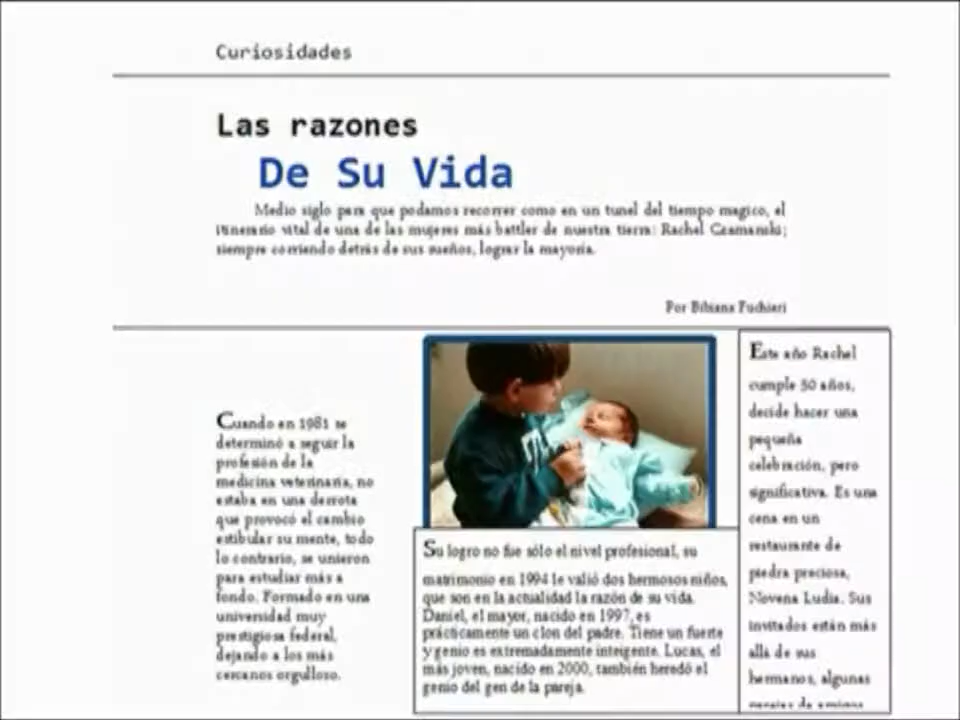 Curiosidades
Las razones
De Su Vida
Medio siglo para que podamos recorrer como en un tunel del tiempo magico, el
itinerario vital de una de las mujeres más battler de nuestra tierra: Rachel Czamanski;
siempre corriendo detrás de sus sueños, lograr la mayoría.
Por Bibiana Fuchieri
Cuando en 1981 se
determinó a seguir la
profesión de la
medicina veterinaria, no
estaba en una derrota
que provocó el cambio
estibular su mente, todo
lo contrario, se unieron
para estudiar más a
fondo. Formado en una
universidad muy
prestigiosa federal,
dejando a los más
cercanos orgulloso.
Su logro no fue sólo el nivel profesional, su
matrimonio en 1994 le valió dos hermosos niños,
que son en la actualidad la razón de su vida.
Daniel, el mayor, nacido en 1997, es
prácticamente un clon del padre. Tiene un fuerte
y genio es extremadamente inteligente. Lucas, el
más joven, nacido en 2000, también heredó el
genio del gen de la pareja.
Este año Rachel
cumple 50 años,
decide hacer una
pequeña
celebración, pero
significativa. Es una
cena en un
restaurante de
piedra preciosa,
Novena Ludia. Sus
invitados están más
allá de sus
hermanos, algunas
parejas de amigos